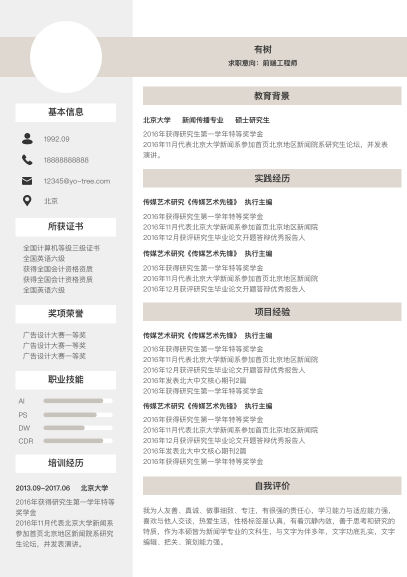 有树
求职意向：前端工程师
基本信息
1992.09
18888888888
12345@yo-tree.com
北京
所获证书
全国计算机等级三级证书
全国英语六级
获得全国会计资格资质
获得全国会计资格资质
全国英语六级
奖项荣誉
广告设计大赛一等奖
广告设计大赛一等奖
广告设计大赛一等奖
职业技能
AI
PS
DW
CDR
培训经历
2013.09-2017.06 北京大学
2016年获得研究生第一学年特等
奖学金
2016年11月代表北京大学新闻系
参加首页北京地区新闻院系研究
生论坛，并发表演讲。
教育背景
北京大学 新闻传播专业 硕士研究生
2016年获得研究生第一学年特等奖学金
2016年11月代表北京大学新闻系参加首页北京地区新闻院系研究生论坛，并发表
演讲。
实践经历
传媒艺术研究《传媒艺术先锋》 执行主编
2016年获得研究生第一学年特等奖学金
2016年11月代表北京大学新闻系参加首页北京地区新闻院
2016年12月获评研究生毕业论文开题答辩优秀报告人
传媒艺术研究《传媒艺术先锋》 执行主编
2016年获得研究生第一学年特等奖学金
2016年11月代表北京大学新闻系参加首页北京地区新闻院
2016年12月获评研究生毕业论文开题答辩优秀报告人
项目经验
传媒艺术研究《传媒艺术先锋》 执行主编
2016年获得研究生第一学年特等奖学金
2016年11月代表北京大学新闻系参加首页北京地区新闻院
2016年12月获评研究生毕业论文开题答辩优秀报告人
2016年发表北大中文核心期刊2篇
2016年获得研究生第一学年特等奖学金
传媒艺术研究《传媒艺术先锋》 执行主编
2016年获得研究生第一学年特等奖学金
2016年11月代表北京大学新闻系参加首页北京地区新闻院
2016年12月获评研究生毕业论文开题答辩优秀报告人
2016年发表北大中文核心期刊2篇
2016年获得研究生第一学年特等奖学金
自我评价
我为人友善、真诚、做事细致、专注，有很强的责任心，学习能力与适应能力强，
喜欢与他人交谈，热爱生活，性格标签是认真，有着沉静内敛，善于思考和研究的
特质，作为本硕皆为新闻学专业的文科生，与文字为伴多年，文字功底扎实，文字
编辑、把关、策划能力强。